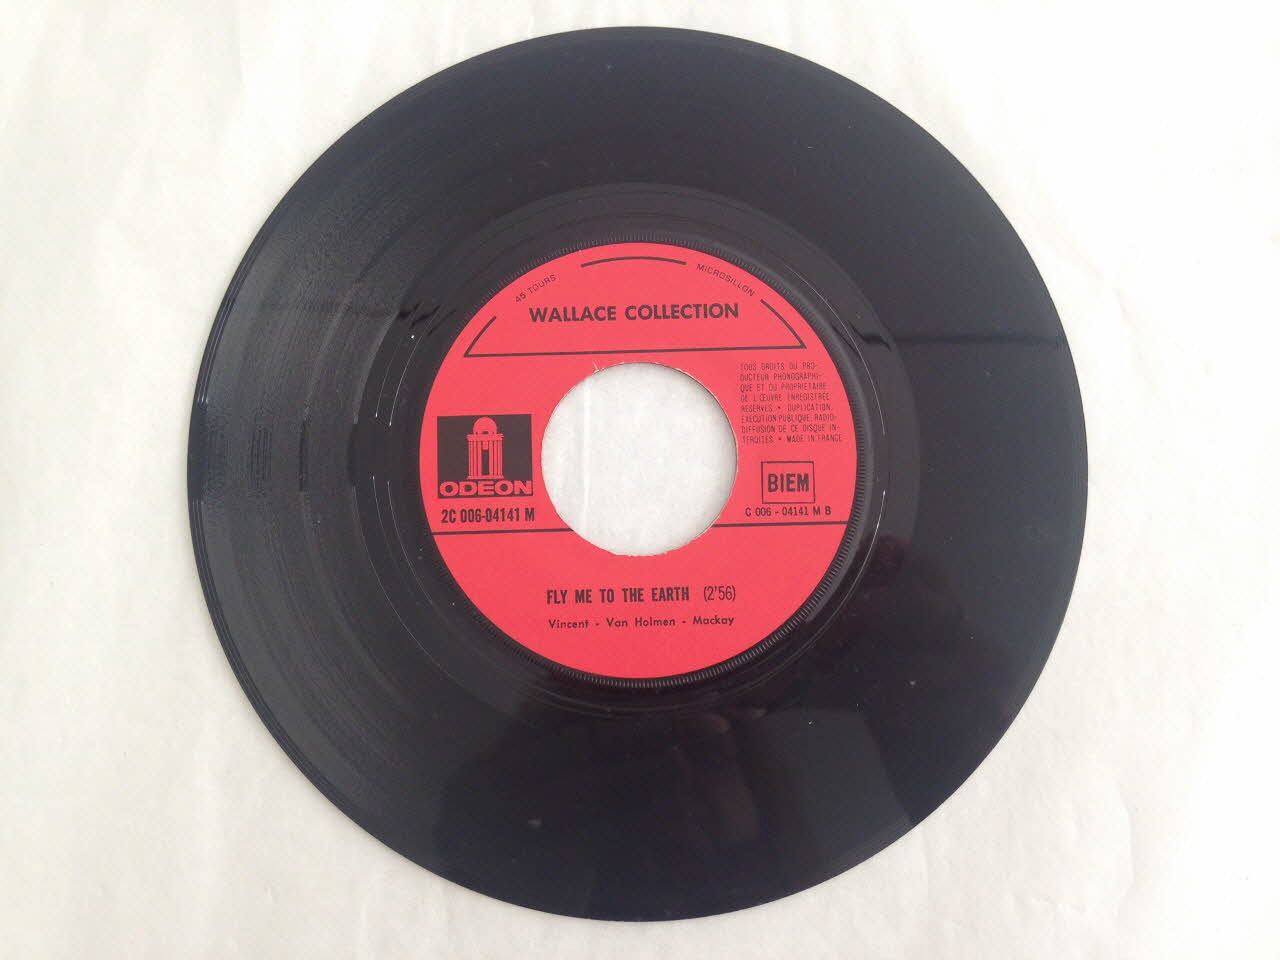 45 TOURS
MICROSILLON
WALLACE COLLECTION
TOUS DROITS DU PRO-
DUCTEUR PHONOGRAPHI-
QUE ET DU PROPRIETAIRE
DE L'ŒUVRE ENREGISTREE
RESERVES • DUPLICATION,
EXECUTION PUBLIQUE, RADIO-
DIFFUSION DE CE DISQUE IN-
TERDITES • MADE IN FRANCE
ODEON
BIEM
2C 006-04141 M
C 006 - 04141 M B
FLY ME TO THE EARTH (2'56)
Vincent - Van Holmen - Mackay